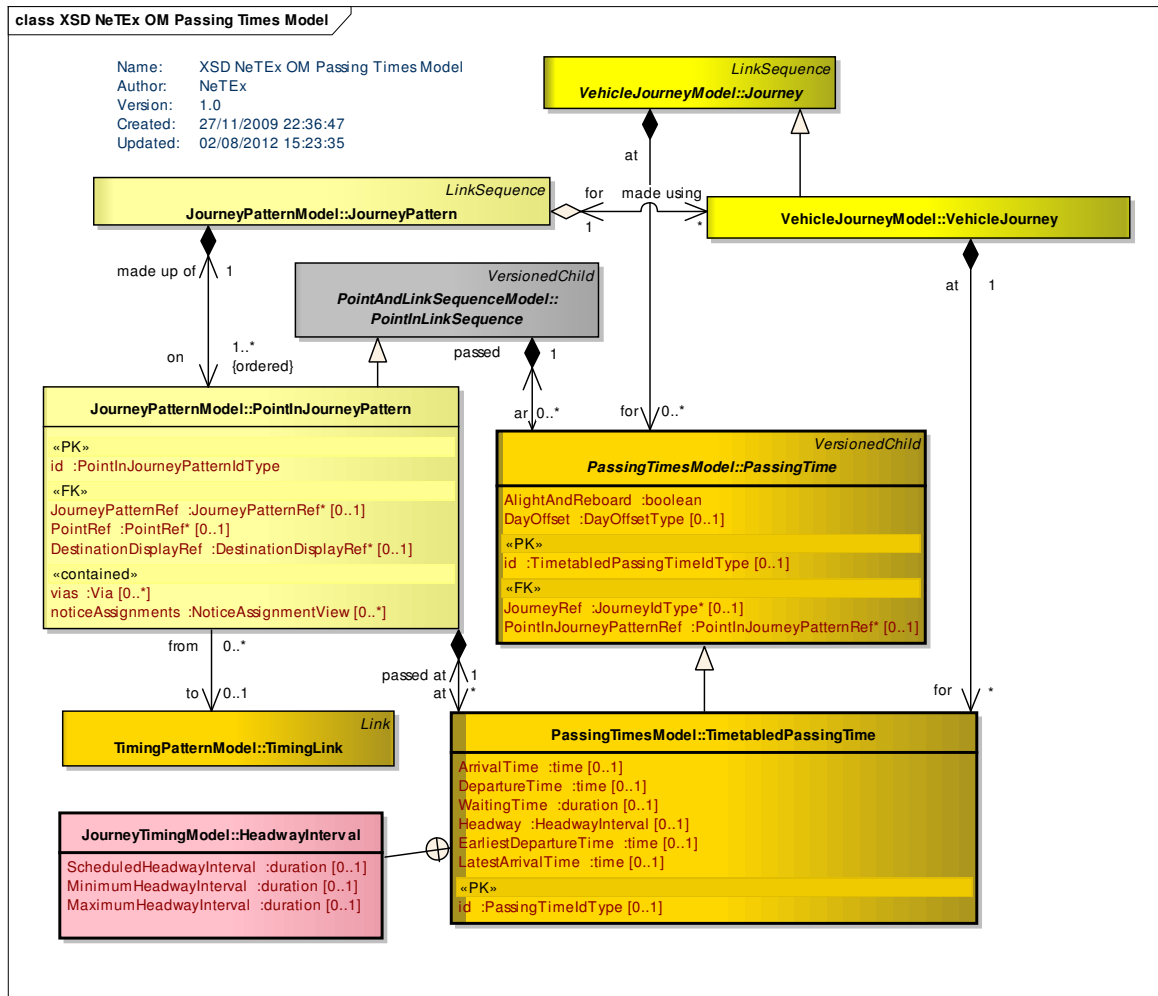 class XSD NeTEx OM Passing Times Model
Name: XSD NeTEx OM Passing Times Model
Author: NeTEx
Version: 1.0
Created: 27/11/2009 22:36:47
Updated: 02/08/2012 15:23:35
LinkSequence
VehicleJourneyModel::Journey
at
LinkSequence
JourneyPatternModel::JourneyPattern
for made using
1 *
VehicleJourneyModel::VehicleJourney
made up of 1
at 1
VersionedChild
PointAndLinkSequenceModel::
PointInLinkSequence
passed 1
on
1..*
{ordered}
ar 0..*
for 0..*
JourneyPatternModel::PointInJourneyPattern
«PK»
id :PointInJourneyPatternIdType
«FK»
JourneyPatternRef :JourneyPatternRef* [0..1]
PointRef :PointRef* [0..1]
DestinationDisplayRef :DestinationDisplayRef* [0..1]
«contained»
vias :Via [0..*]
noticeAssignments :NoticeAssignmentView [0..*]
VersionedChild
PassingTimesModel::PassingTime
AlightAndReboard :boolean
DayOffset :DayOffsetType [0..1]
«PK»
id :TimetabledPassingTimeIdType [0..1]
«FK»
JourneyRef :JourneyIdType* [0..1]
PointInJourneyPatternRef :PointInJourneyPatternRef* [0..1]
from 0..*
to 0..1
passed at 1
at *
for *
Link
TimingPatternModel::TimingLink
PassingTimesModel::TimetabledPassingTime
ArrivalTime :time [0..1]
DepartureTime :time [0..1]
WaitingTime :duration [0..1]
Headway :HeadwayInterval [0..1]
EarliestDepartureTime :time [0..1]
LatestArrivalTime :time [0..1]
«PK»
id :PassingTimeIdType [0..1]
JourneyTimingModel::HeadwayInterval
ScheduledHeadwayInterval :duration [0..1]
MinimumHeadwayInterval :duration [0..1]
MaximumHeadwayInterval :duration [0..1]